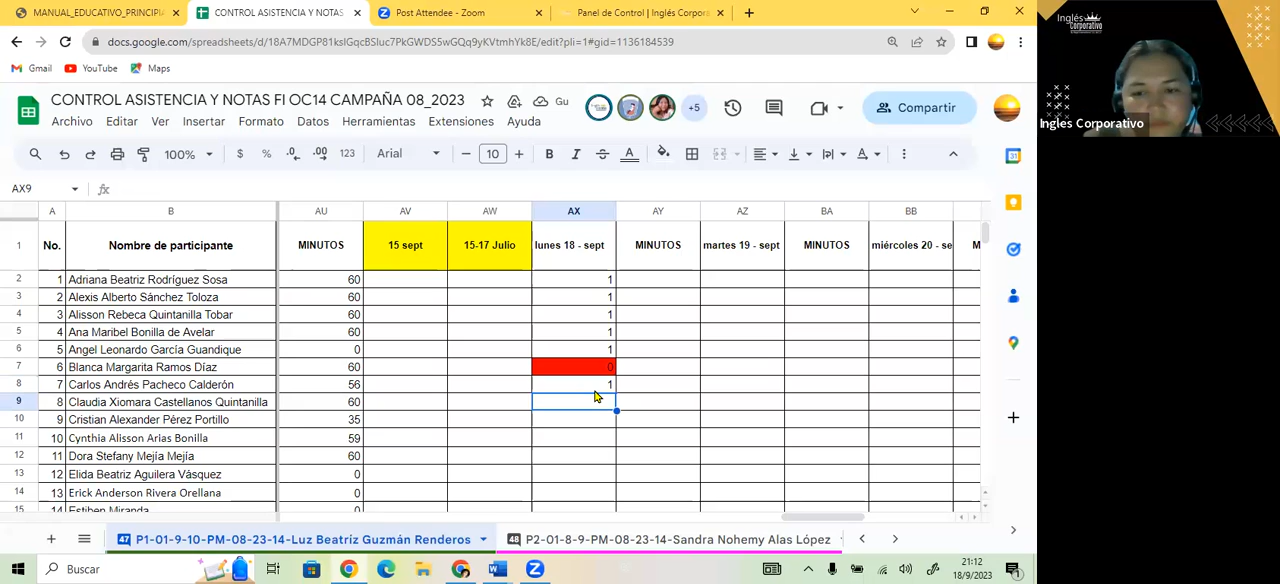 MANUAL_EDUCATIVO_PRINCIPI
CONTROL ASISTENCIA Y NOTAS
Post Attendee - Zoom
Panel de Control | Inglés Corpora
docs.google.com/spreadsheets/d/18A7MDGP81kslGqcBSluc7PkGWDS5wGQq9yKVtmhYk8E/edit?pli=1#gid=1136184539
Gmail YouTube Maps
CONTROL ASISTENCIA Y NOTAS FI OC14 CAMPAÑA 08_2023
Gu
+5
Compartir
Archivo Editar Ver Insertar Formato Datos Herramientas Extensiones Ayuda
100% $ % .0 .00 123 Arial 10 B I A
AX9 fx
A B AU AV AW AX AY AZ BA BB
1 No. Nombre de participante MINUTOS 15 sept 15-17 Julio lunes 18 - sept MINUTOS martes 19 - sept MINUTOS miércoles 20 - se M
2 1 Adriana Beatriz Rodríguez Sosa 60 1
3 2 Alexis Alberto Sánchez Toloza 60 1
4 3 Alisson Rebeca Quintanilla Tobar 60 1
5 4 Ana Maribel Bonilla de Avelar 60 1
6 5 Angel Leonardo García Guandique 0 1
7 6 Blanca Margarita Ramos Díaz 60 0
8 7 Carlos Andrés Pacheco Calderón 56 1
9 8 Claudia Xiomara Castellanos Quintanilla 60
10 9 Cristian Alexander Pérez Portillo 35
11 10 Cynthia Alisson Arias Bonilla 59
12 11 Dora Stefany Mejía Mejía 60
13 12 Elida Beatriz Aguilera Vásquez 0
14 13 Erick Anderson Rivera Orellana 0
15 14 Estiben Miranda 0
47 P1-01-9-10-PM-08-23-14-Luz Beatriz Guzmán Renderos
48 P2-01-8-9-PM-08-23-14-Sandra Nohemy Alas López
Buscar
21:12
18/9/2023
31
Inglés
Corporativo
Ingles Corporativo